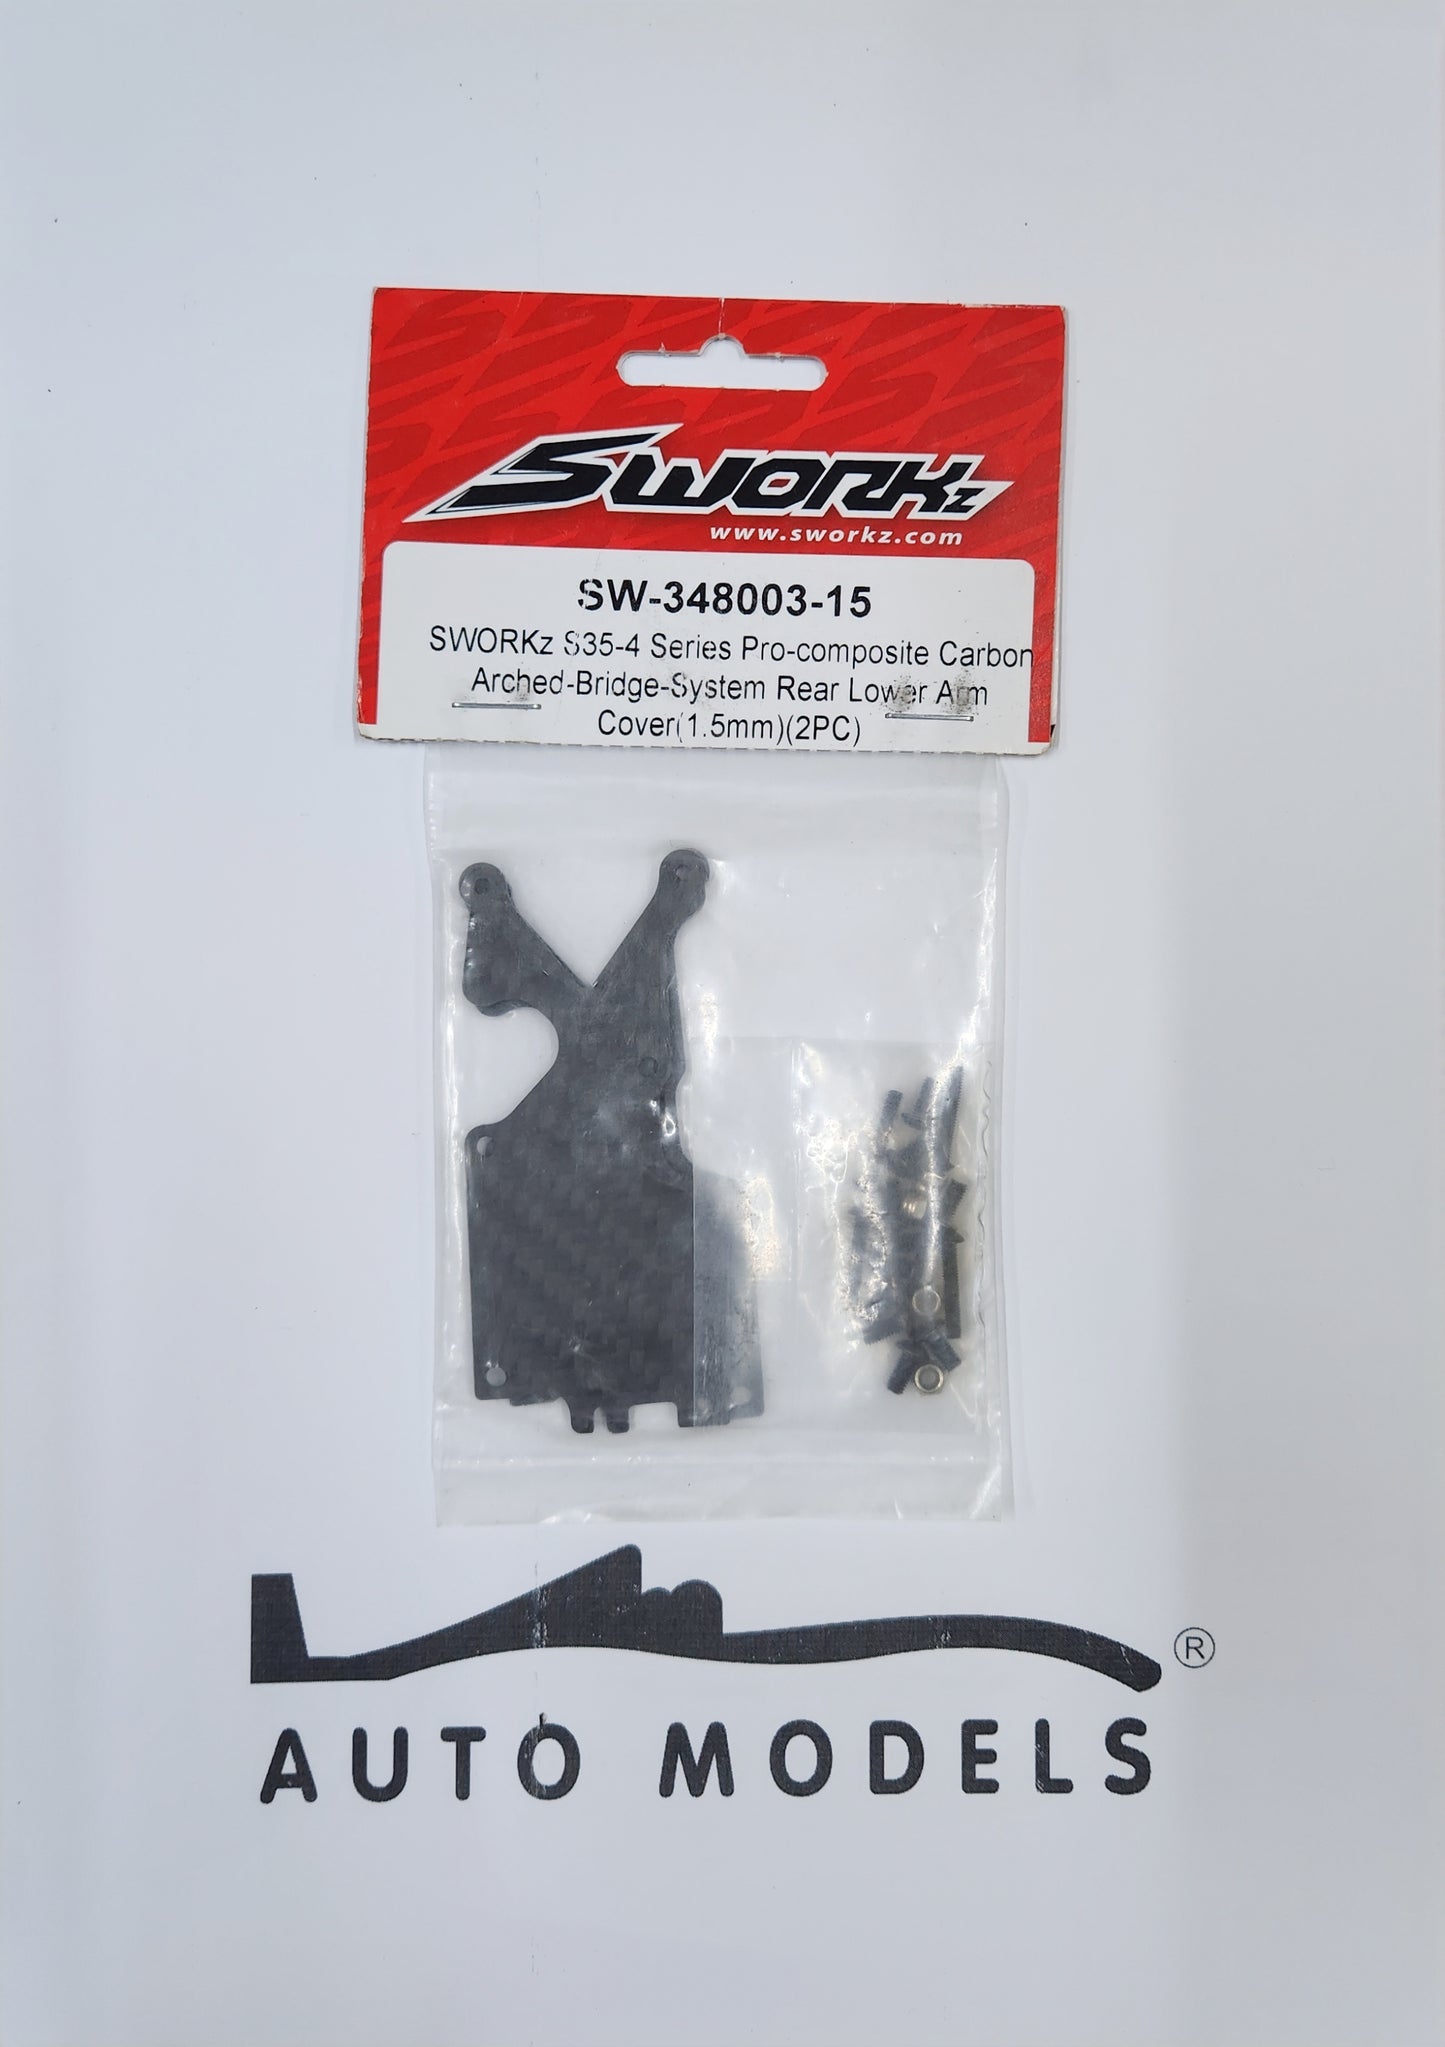 SWORKz
www.sworkz.com
SW-348003-15
SWORKz S35-4 Series Pro-composite Carbon
Arched-Bridge-System Rear Lower Arm
Cover(1.5mm)(2PC)
®
AUTO MODELS